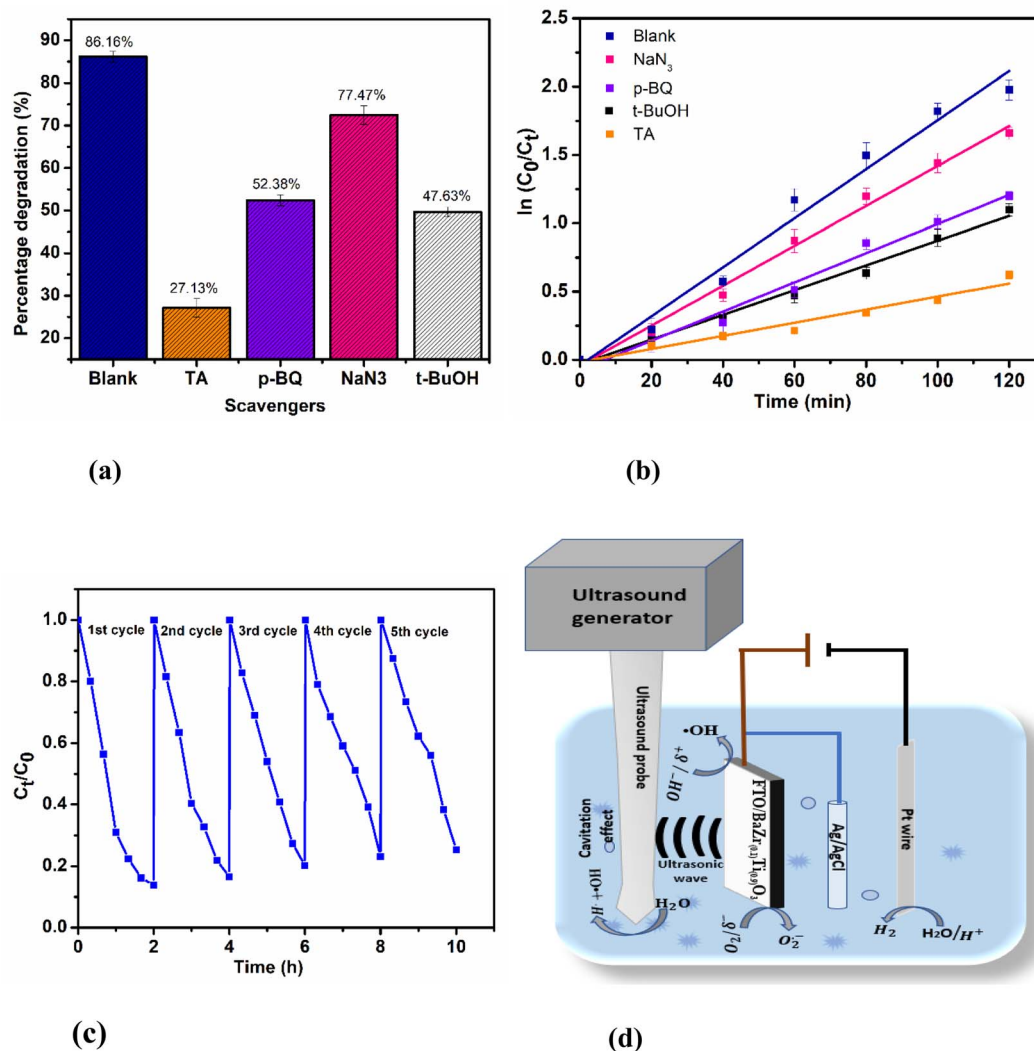 86.16%
27.13%
52.38%
77.47%
47.63%
90
80
70
60
50
40
30
20
Percentage degradation (%)
Blank TA p-BQ NaN3 t-BuOH
Scavengers
(a)
Blank
NaN₃
p-BQ
t-BuOH
TA
2.5
2.0
1.5
1.0
0.5
0.0
ln (C₀/Cₜ)
0 20 40 60 80 100 120
Time (min)
(b)
1st cycle 2nd cycle 3rd cycle 4th cycle 5th cycle
1.0
0.8
0.6
0.4
0.2
0.0
Cₜ/C₀
0 2 4 6 8 10
Time (h)
(c)
Ultrasound
generator
Ultrasound probe
•OH
OH⁻/δ⁺
Cavitation
effect
Ultrasonic
wave
FTO/BaZr₍₀.₁₎Ti₍₀.₉₎O₃
Ag/AgCl
Pt wire
H· + •OH
H₂O
O₂/δ⁻
O₂⁻
H₂
H₂O/H⁺
(d)